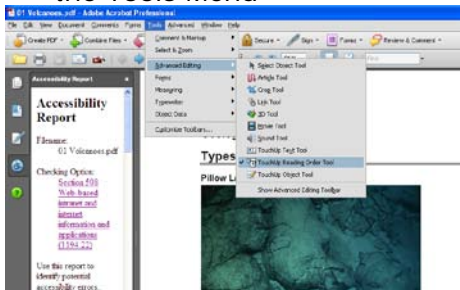 the Tools menu
01 Volcanoes.pdf - Adobe Acrobat Professional
File Edit View Document Comments Forms Tools Advanced Window Help
Create PDF Combine Files Secure Sign Forms Review & Comment
Comment & Markup
Select & Zoom
Advanced Editing
Forms
Measuring
Typewriter
Object Data
Customize Toolbars...
Select Object Tool
Article Tool
Crop Tool
Link Tool
3D Tool
Movie Tool
Sound Tool
TouchUp Text Tool
TouchUp Reading Order Tool
TouchUp Object Tool
Show Advanced Editing Toolbar
Accessibility Report
Accessibility
Report
Filename:
01 Volcanoes.pdf
Checking Option:
Section 508
Web-based
intranet and
internet
information and
applications
(1194.22)
Use this report to
identify potential
accessibility errors.
Types
Pillow L